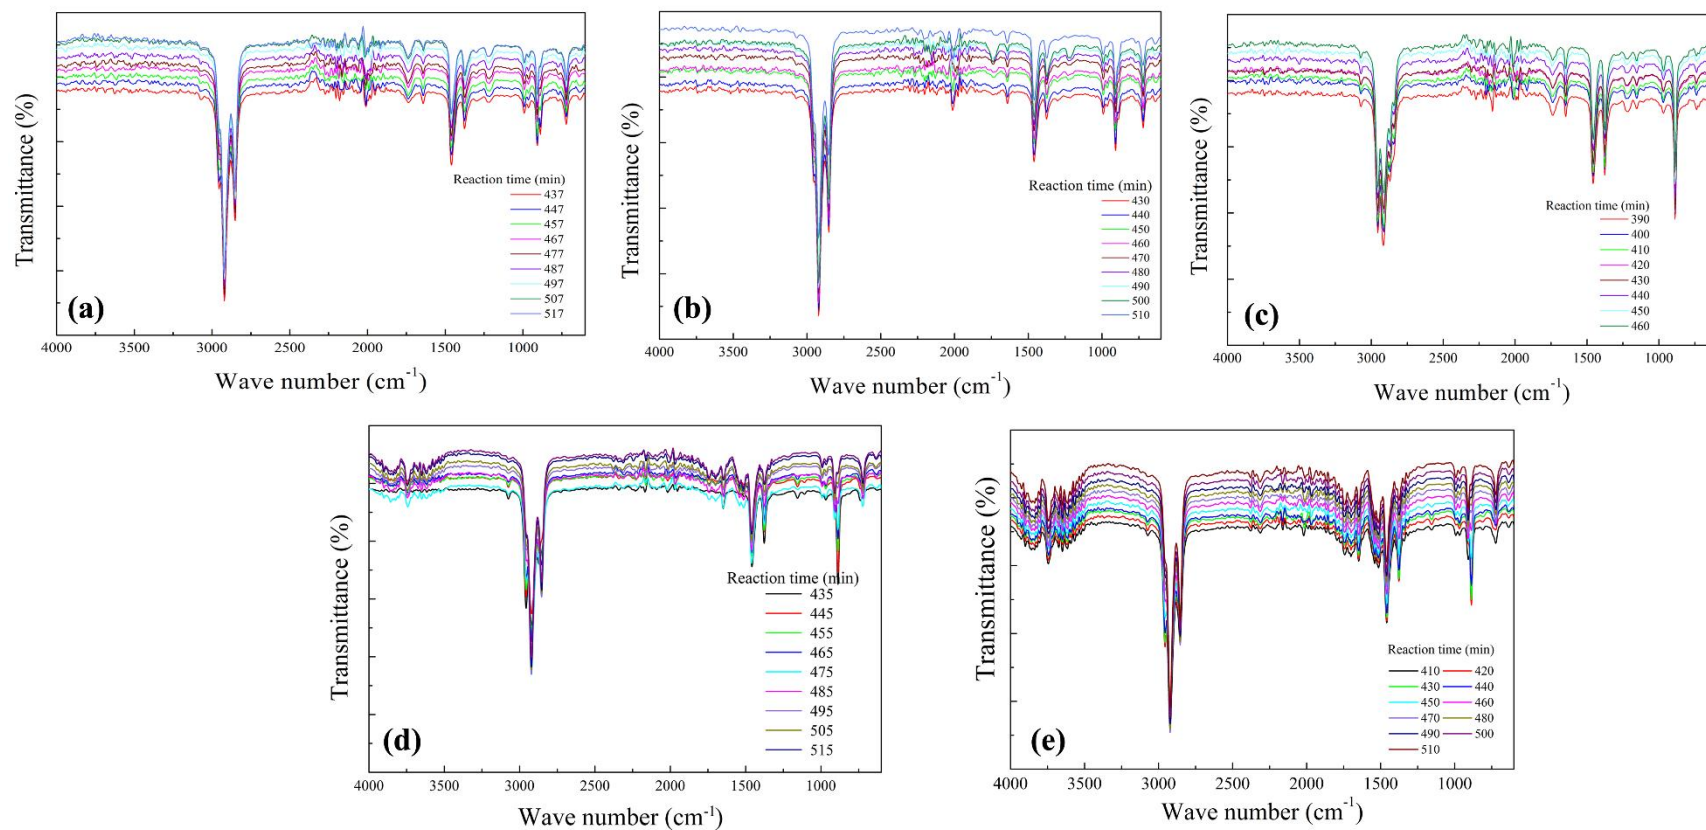 Transmittance (%)
Reaction time (min)
437
447
457
467
477
487
497
507
517
(a)
4000 3500 3000 2500 2000 1500 1000
Wave number (cm⁻¹)
Transmittance (%)
Reaction time (min)
430
440
450
460
470
480
490
500
510
(b)
4000 3500 3000 2500 2000 1500 1000
Wave number (cm⁻¹)
Transmittance (%)
Reaction time (min)
390
400
410
420
430
440
450
460
(c)
4000 3500 3000 2500 2000 1500 1000
Wave number (cm⁻¹)
Transmittance (%)
Reaction time (min)
435
445
455
465
475
485
495
505
515
(d)
4000 3500 3000 2500 2000 1500 1000
Wave number (cm⁻¹)
Transmittance (%)
Reaction time (min)
410 420
430 440
450 460
470 480
490 500
510
(e)
4000 3500 3000 2500 2000 1500 1000
Wave number (cm⁻¹)